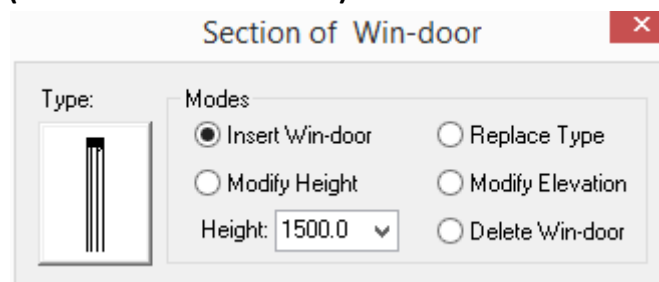 Section of Win-door
Type:
Modes
Insert Win-door
Replace Type
Modify Height
Modify Elevation
Height: 1500.0
Delete Win-door